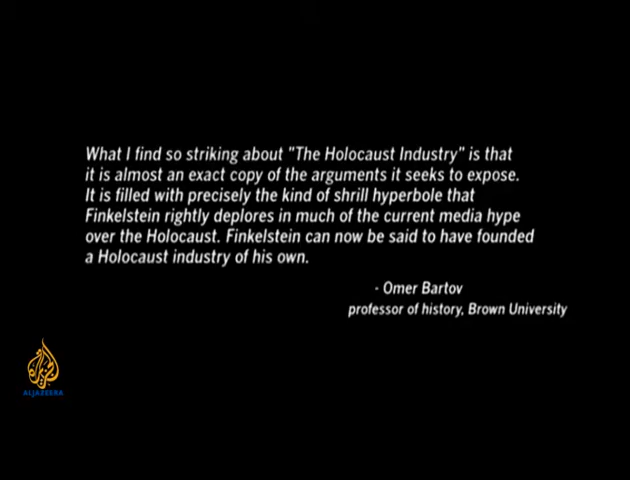 What I find so striking about "The Holocaust Industry" is that
it is almost an exact copy of the arguments it seeks to expose.
It is filled with precisely the kind of shrill hyperbole that
Finkelstein rightly deplores in much of the current media hype
over the Holocaust. Finkelstein can now be said to have founded
a Holocaust industry of his own.
- Omer Bartov
professor of history, Brown University
ALJAZEERA